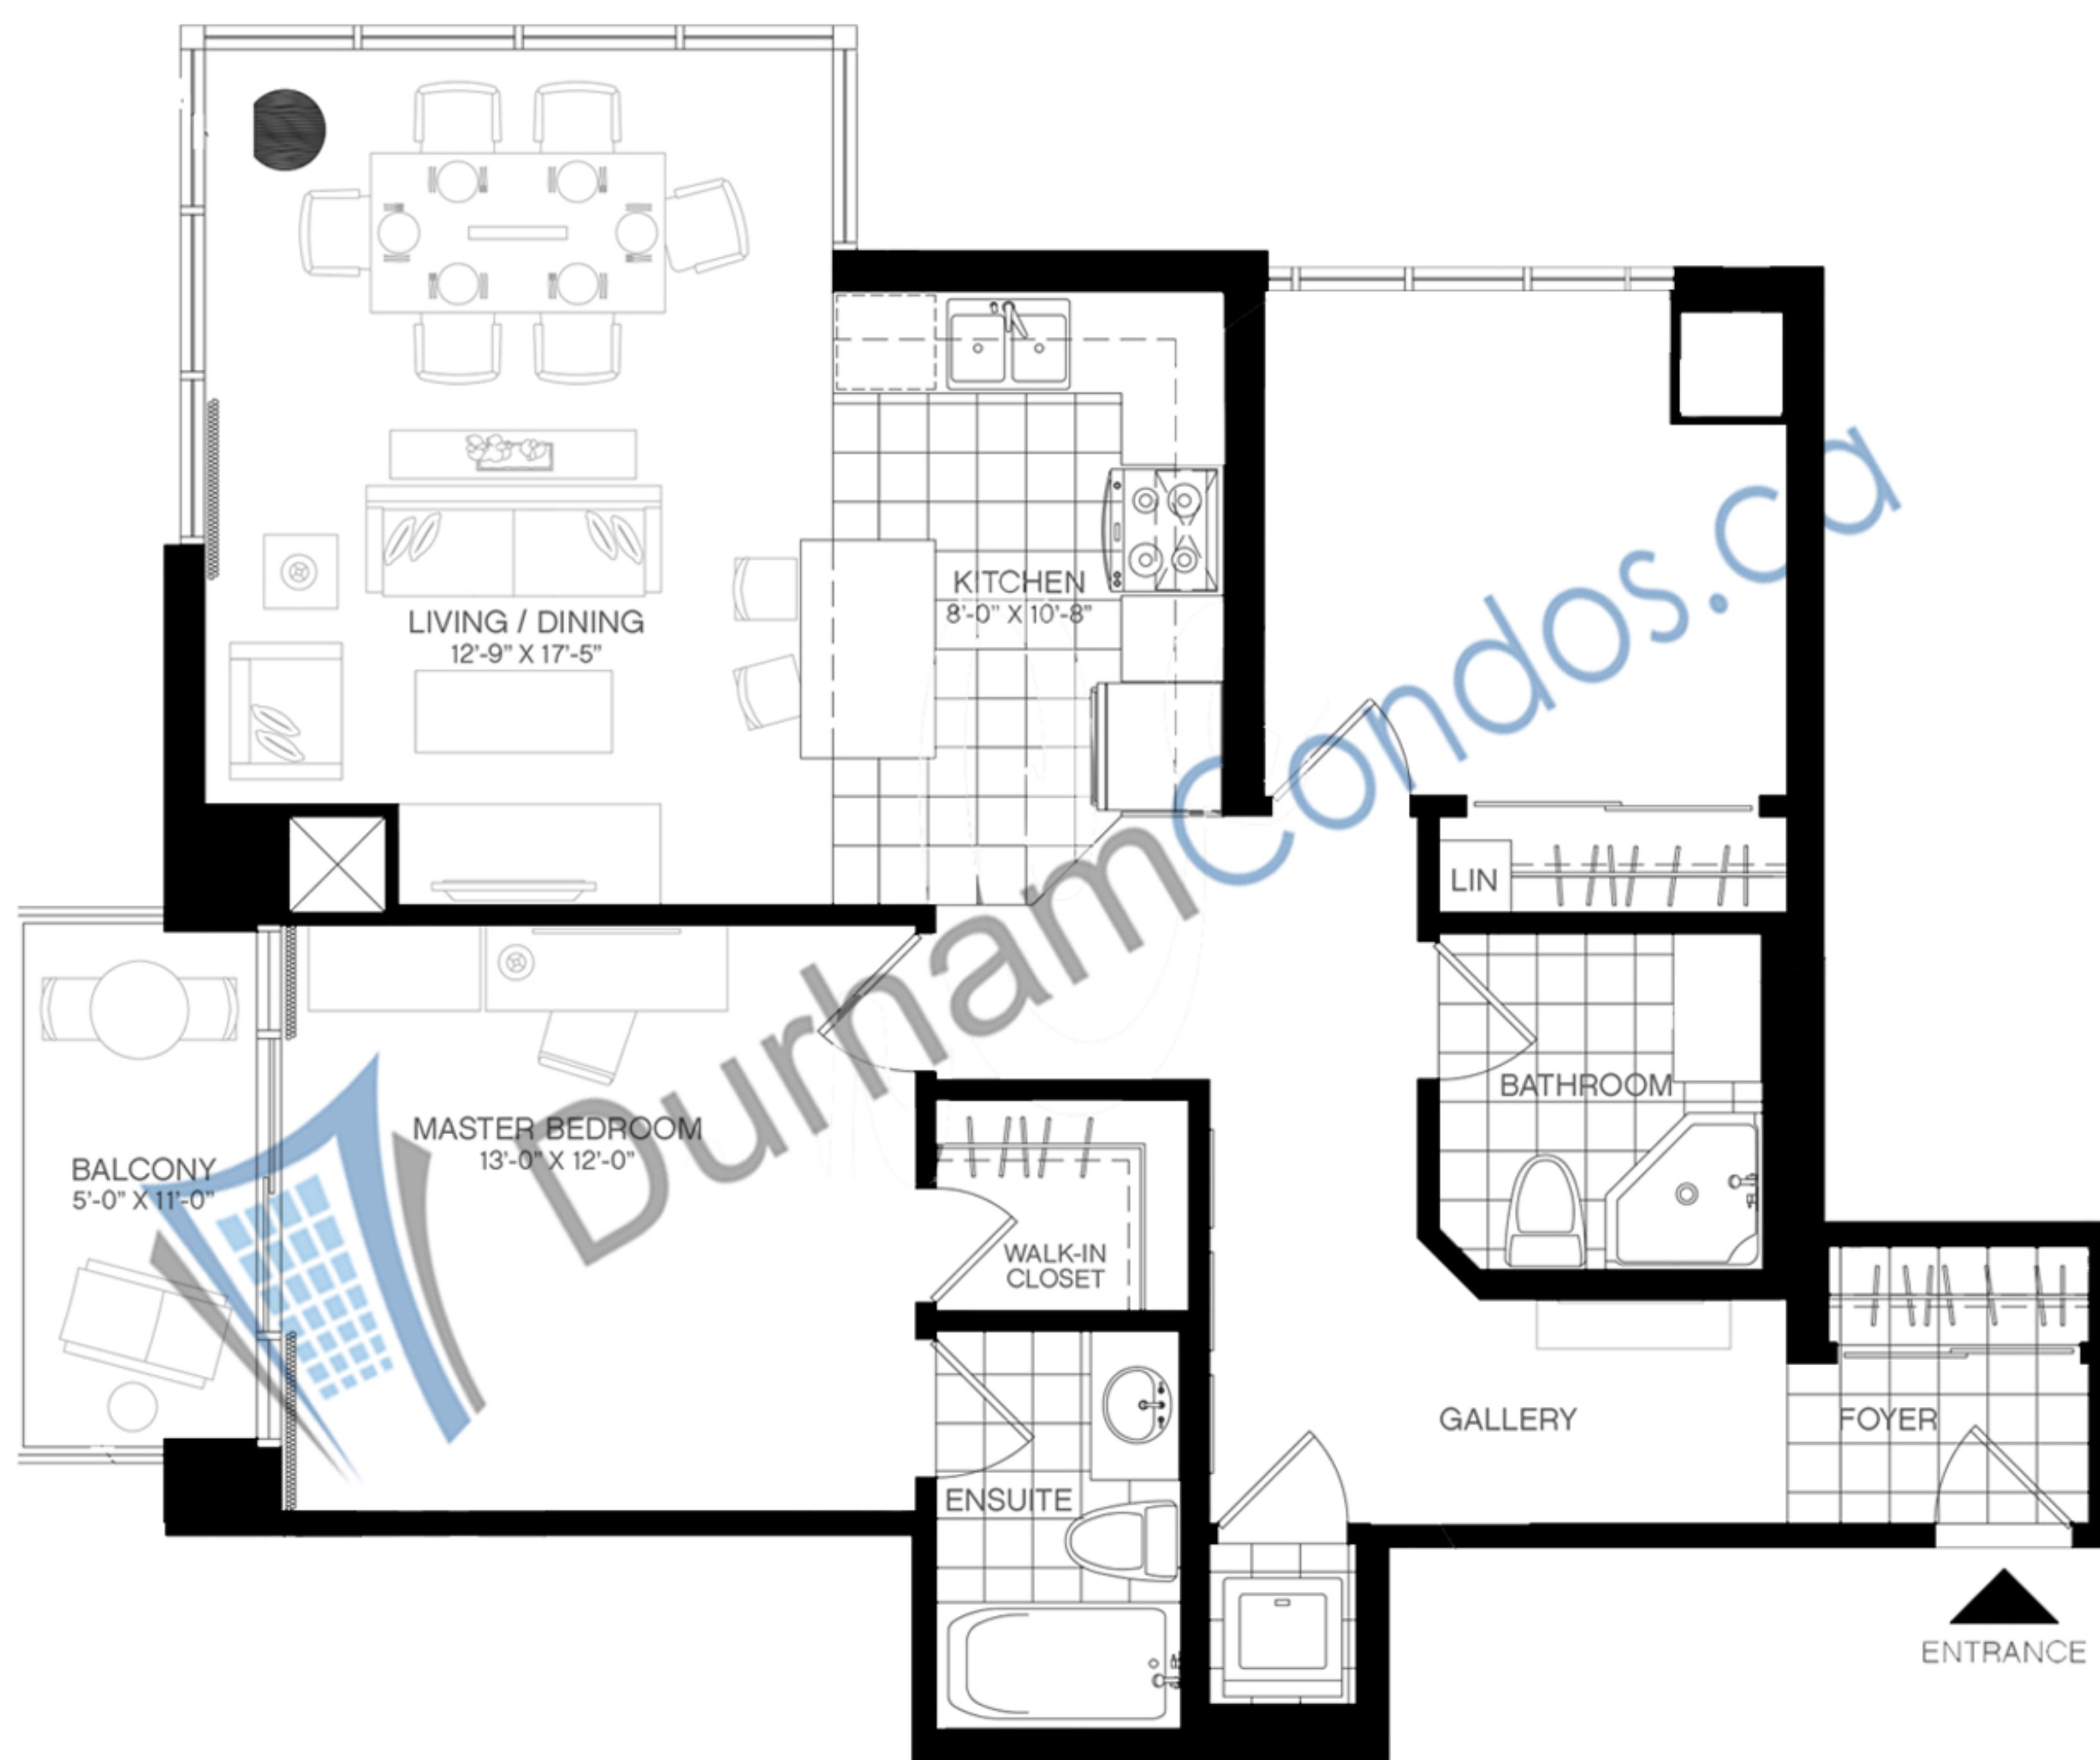 LIVING / DINING
12'-9" X 17'-5"
KITCHEN
8'-0" X 10'-8"
LIN
BATHROOM
MASTER BEDROOM
13'-0" X 12'-0"
BALCONY
5'-0" X 11'-0"
WALK-IN
CLOSET
ENSUITE
GALLERY
FOYER
ENTRANCE
DurhamCondos.ca